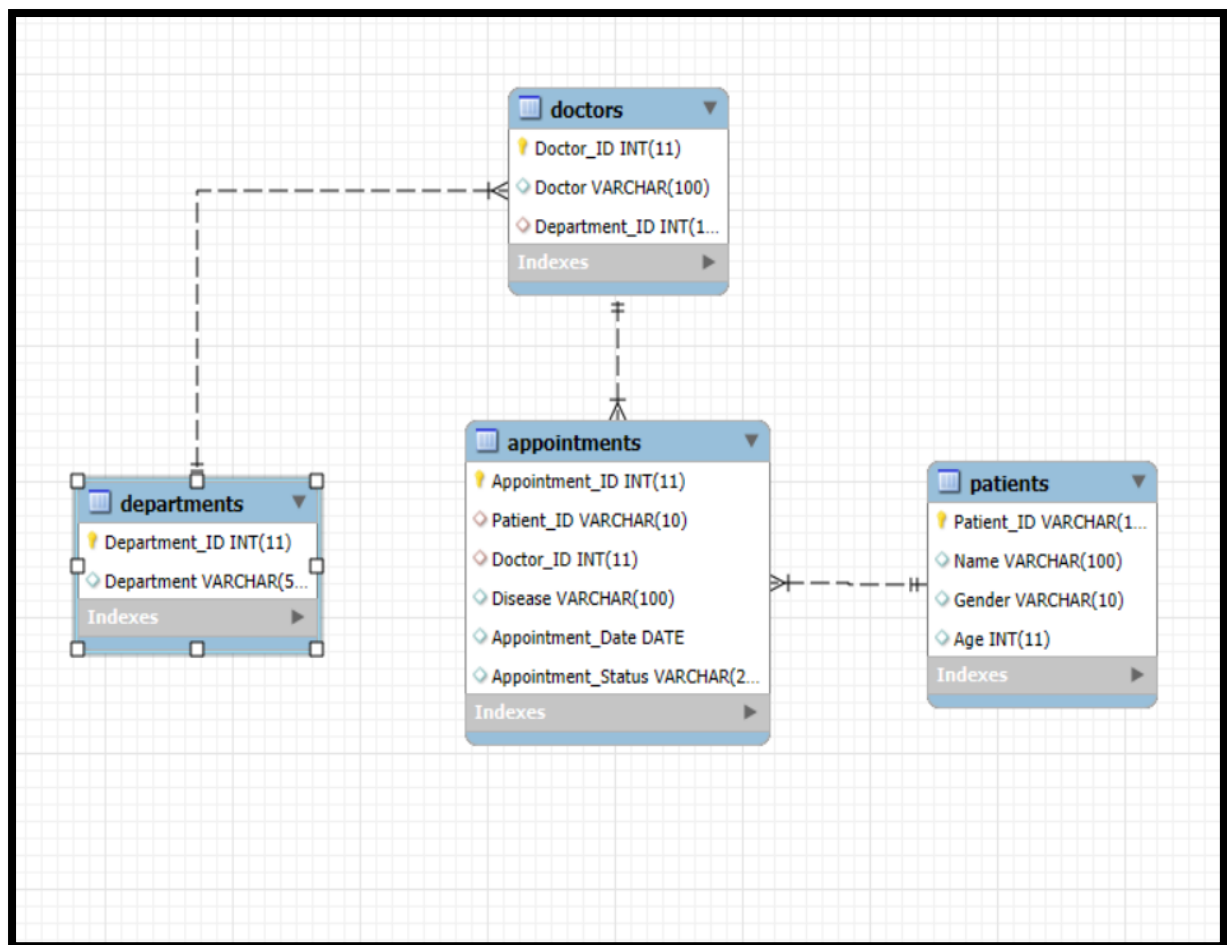 doctors
Doctor_ID INT(11)
Doctor VARCHAR(100)
Department_ID INT(1...
Indexes
departments
Department_ID INT(11)
Department VARCHAR(5...
Indexes
appointments
Appointment_ID INT(11)
Patient_ID VARCHAR(10)
Doctor_ID INT(11)
Disease VARCHAR(100)
Appointment_Date DATE
Appointment_Status VARCHAR(2...
Indexes
patients
Patient_ID VARCHAR(1...
Name VARCHAR(100)
Gender VARCHAR(10)
Age INT(11)
Indexes